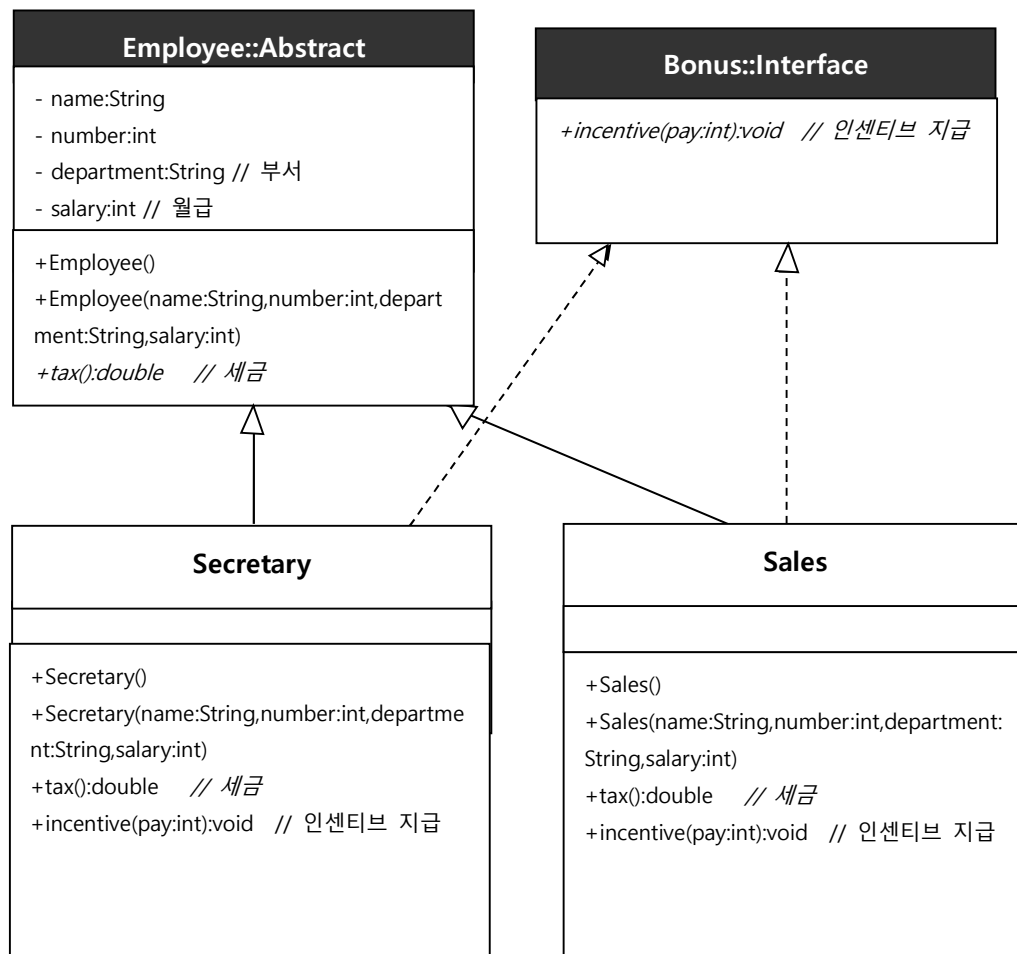 Employee::Abstract
- name:String
- number:int
- department:String // 부서
- salary:int // 월급
+Employee()
+Employee(name:String,number:int,depart
ment:String,salary:int)
+tax():double // 세금
Bonus::Interface
+incentive(pay:int):void // 인센티브 지급
Secretary
+Secretary()
+Secretary(name:String,number:int,departme
nt:String,salary:int)
+tax():double // 세금
+incentive(pay:int):void // 인센티브 지급
Sales
+Sales()
+Sales(name:String,number:int,department:
String,salary:int)
+tax():double // 세금
+incentive(pay:int):void // 인센티브 지급